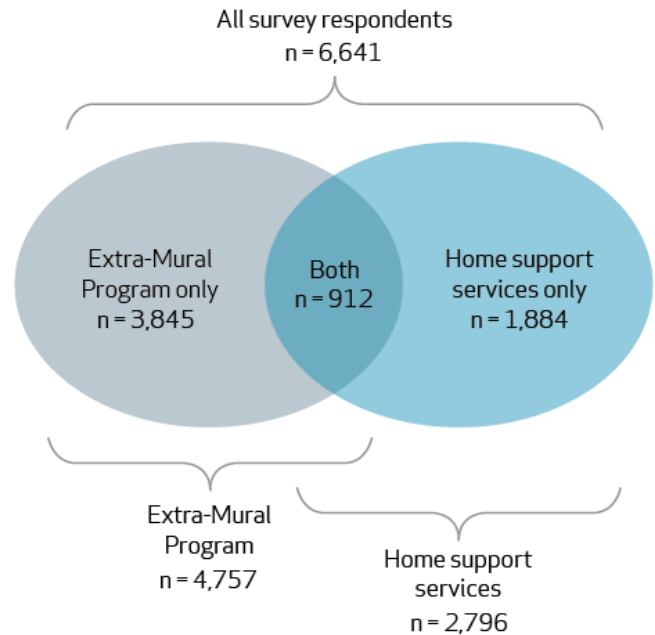 All survey respondents
n = 6,641
Extra-Mural
Program only
n = 3,845
Both
n = 912
Home support
services only
n = 1,884
Extra-Mural
Program
n = 4,757
Home support
services
n = 2,796